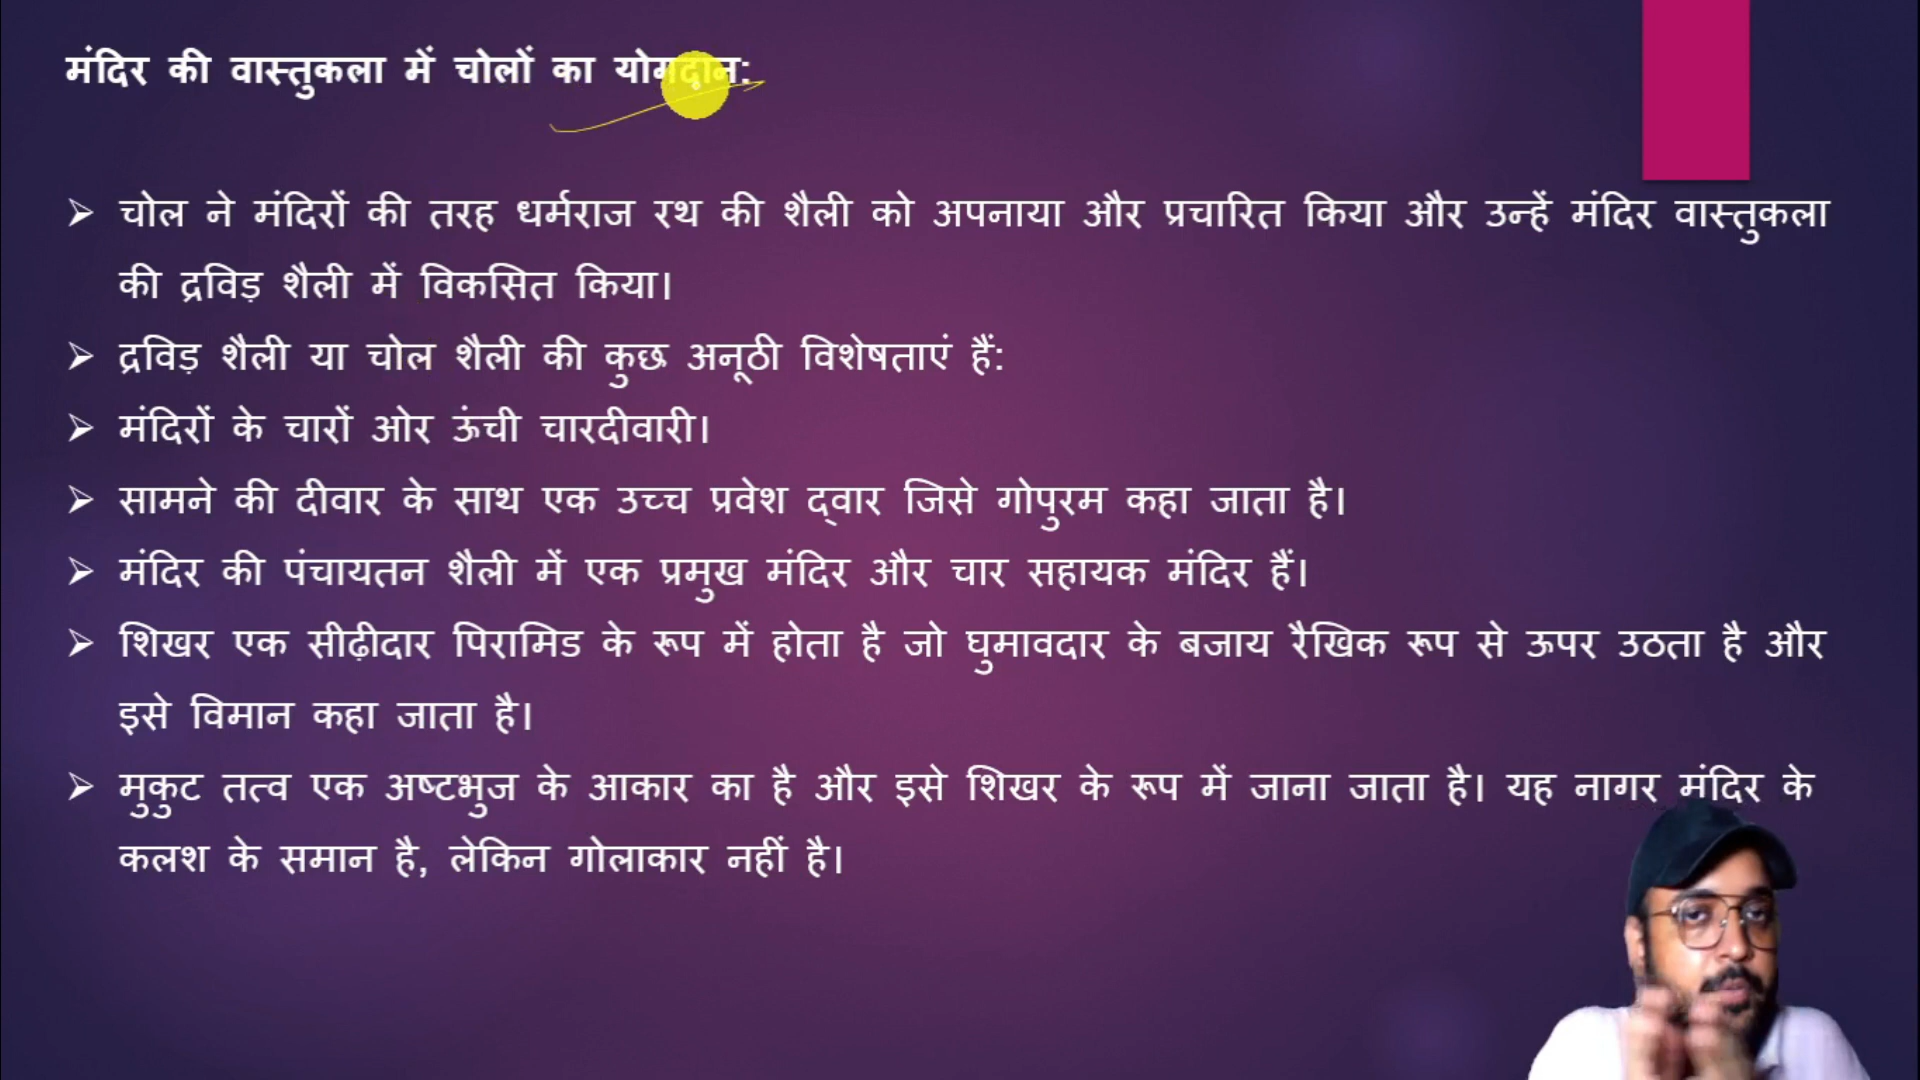 मंदिर की वास्तुकला में चोलों का योगदान:
➢ चोल ने मंदिरों की तरह धर्मराज रथ की शैली को अपनाया और प्रचारित किया और उन्हें मंदिर वास्तुकला
की द्रविड़ शैली में विकसित किया।
➢ द्रविड़ शैली या चोल शैली की कुछ अनूठी विशेषताएं हैं:
➢ मंदिरों के चारों ओर ऊंची चारदीवारी।
➢ सामने की दीवार के साथ एक उच्च प्रवेश द्वार जिसे गोपुरम कहा जाता है।
➢ मंदिर की पंचायतन शैली में एक प्रमुख मंदिर और चार सहायक मंदिर हैं।
➢ शिखर एक सीढ़ीदार पिरामिड के रूप में होता है जो घुमावदार के बजाय रैखिक रूप से ऊपर उठता है और
इसे विमान कहा जाता है।
➢ मुकुट तत्व एक अष्टभुज के आकार का है और इसे शिखर के रूप में जाना जाता है। यह नागर मंदिर के
कलश के समान है, लेकिन गोलाकार नहीं है।